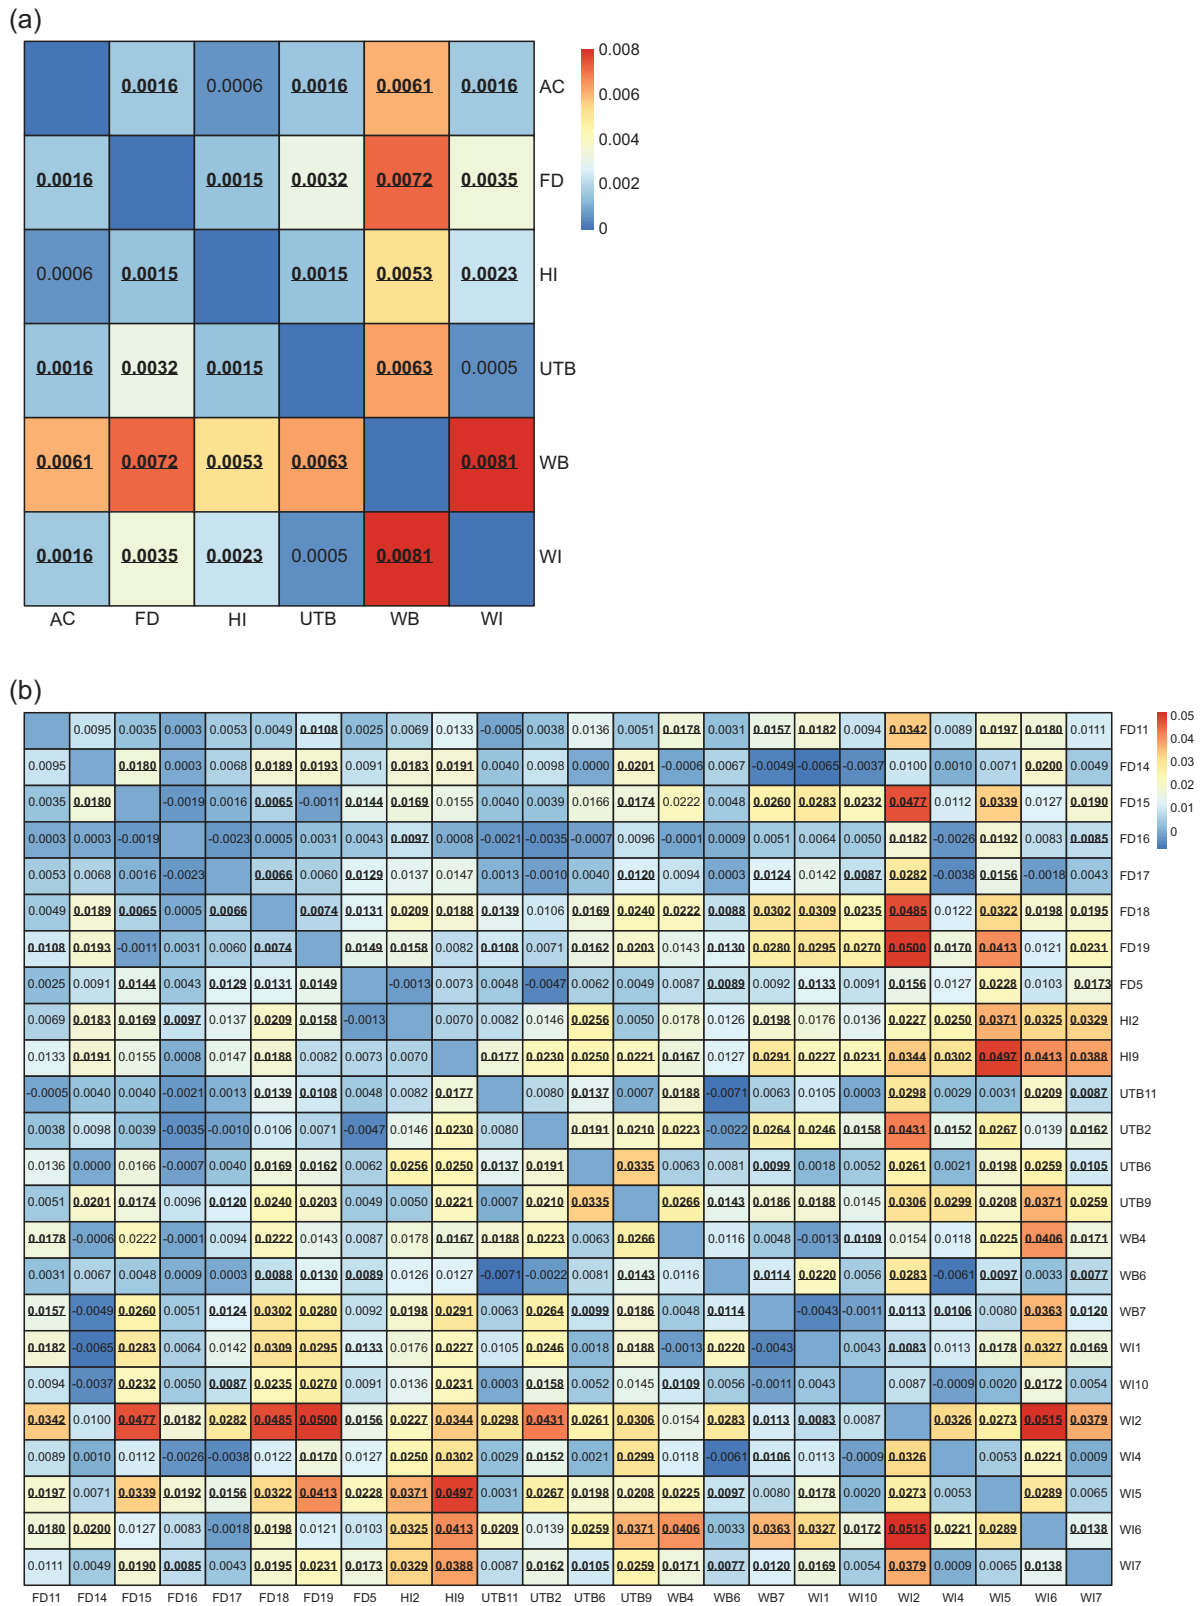 (a)
0.0016 0.0006 0.0016 0.0061 0.0016 AC
0.0016 0.0015 0.0032 0.0072 0.0035 FD
0.0006 0.0015 0.0015 0.0053 0.0023 HI
0.0016 0.0032 0.0015 0.0063 0.0005 UTB
0.0061 0.0072 0.0053 0.0063 0.0081 WB
0.0016 0.0035 0.0023 0.0005 0.0081 WI
AC FD HI UTB WB WI
0.008
0.006
0.004
0.002
0
(b)
0.0095 0.0035 0.0003 0.0053 0.0049 0.0108 0.0025 0.0069 0.0133 -0.0005 0.0038 0.0136 0.0051 0.0178 0.0031 0.0157 0.0182 0.0094 0.0342 0.0089 0.0197 0.0180 0.0111 FD11
0.0095 0.0180 0.0003 0.0068 0.0189 0.0193 0.0091 0.0183 0.0191 0.0040 0.0098 0.0000 0.0201 -0.0006 0.0067 -0.0049 -0.0065 -0.0037 0.0100 0.0010 0.0071 0.0200 0.0049 FD14
0.0035 0.0180 -0.0019 0.0016 0.0065 -0.0011 0.0144 0.0169 0.0155 0.0040 0.0039 0.0166 0.0174 0.0222 0.0048 0.0260 0.0283 0.0232 0.0477 0.0112 0.0339 0.0127 0.0190 FD15
0.0003 0.0003 -0.0019 -0.0023 0.0005 0.0031 0.0043 0.0097 0.0008 -0.0021 -0.0035 -0.0007 0.0096 -0.0001 0.0009 0.0051 0.0064 0.0050 0.0182 -0.0026 0.0192 0.0083 0.0085 FD16
0.0053 0.0068 0.0016 -0.0023 0.0066 0.0060 0.0129 0.0137 0.0147 0.0013 -0.0010 0.0040 0.0120 0.0094 0.0003 0.0124 0.0142 0.0087 0.0282 -0.0038 0.0156 -0.0018 0.0043 FD17
0.0049 0.0189 0.0065 0.0005 0.0066 0.0074 0.0131 0.0209 0.0188 0.0139 0.0106 0.0169 0.0240 0.0222 0.0088 0.0302 0.0309 0.0235 0.0485 0.0122 0.0322 0.0198 0.0195 FD18
0.0108 0.0193 -0.0011 0.0031 0.0060 0.0074 0.0149 0.0158 0.0082 0.0108 0.0071 0.0162 0.0203 0.0143 0.0130 0.0280 0.0295 0.0270 0.0500 0.0170 0.0413 0.0121 0.0231 FD19
0.0025 0.0091 0.0144 0.0043 0.0129 0.0131 0.0149 -0.0013 0.0073 0.0048 -0.0047 0.0062 0.0049 0.0087 0.0089 0.0092 0.0133 0.0091 0.0156 0.0127 0.0228 0.0103 0.0173 FD5
0.0069 0.0183 0.0169 0.0097 0.0137 0.0209 0.0158 -0.0013 0.0070 0.0082 0.0146 0.0256 0.0050 0.0178 0.0126 0.0198 0.0176 0.0136 0.0227 0.0250 0.0371 0.0325 0.0329 HI2
0.0133 0.0191 0.0155 0.0008 0.0147 0.0188 0.0082 0.0073 0.0070 0.0177 0.0230 0.0250 0.0221 0.0167 0.0127 0.0291 0.0227 0.0231 0.0344 0.0302 0.0497 0.0413 0.0388 HI9
-0.0005 0.0040 0.0040 -0.0021 0.0013 0.0139 0.0108 0.0048 0.0082 0.0177 0.0080 0.0137 0.0007 0.0188 -0.0071 0.0063 0.0105 0.0003 0.0298 0.0029 0.0031 0.0209 0.0087 UTB11
0.0038 0.0098 0.0039 -0.0035 -0.0010 0.0106 0.0071 -0.0047 0.0146 0.0230 0.0080 0.0191 0.0210 0.0223 -0.0022 0.0264 0.0246 0.0158 0.0431 0.0152 0.0267 0.0139 0.0162 UTB2
0.0136 0.0000 0.0166 -0.0007 0.0040 0.0169 0.0162 0.0062 0.0256 0.0250 0.0137 0.0191 0.0335 0.0063 0.0081 0.0099 0.0018 0.0052 0.0261 0.0021 0.0198 0.0259 0.0105 UTB6
0.0051 0.0201 0.0174 0.0096 0.0120 0.0240 0.0203 0.0049 0.0050 0.0221 0.0007 0.0210 0.0335 0.0266 0.0143 0.0186 0.0188 0.0145 0.0306 0.0299 0.0208 0.0371 0.0259 UTB9
0.0178 -0.0006 0.0222 -0.0001 0.0094 0.0222 0.0143 0.0087 0.0178 0.0167 0.0188 0.0223 0.0063 0.0266 0.0116 0.0048 -0.0013 0.0109 0.0154 0.0118 0.0225 0.0406 0.0171 WB4
0.0031 0.0067 0.0048 0.0009 0.0003 0.0088 0.0130 0.0089 0.0126 0.0127 -0.0071 -0.0022 0.0081 0.0143 0.0116 0.0114 0.0220 0.0056 0.0283 -0.0061 0.0097 0.0033 0.0077 WB6
0.0157 -0.0049 0.0260 0.0051 0.0124 0.0302 0.0280 0.0092 0.0198 0.0291 0.0063 0.0264 0.0099 0.0186 0.0048 0.0114 -0.0043 -0.0011 0.0113 0.0106 0.0080 0.0363 0.0120 WB7
0.0182 -0.0065 0.0283 0.0064 0.0142 0.0309 0.0295 0.0133 0.0176 0.0227 0.0105 0.0246 0.0018 0.0188 -0.0013 0.0220 -0.0043 0.0043 0.0083 0.0113 0.0178 0.0327 0.0169 WI1
0.0094 -0.0037 0.0232 0.0050 0.0087 0.0235 0.0270 0.0091 0.0136 0.0231 0.0003 0.0158 0.0052 0.0145 0.0109 0.0056 -0.0011 0.0043 0.0087 -0.0009 0.0020 0.0172 0.0054 WI10
0.0342 0.0100 0.0477 0.0182 0.0282 0.0485 0.0500 0.0156 0.0227 0.0344 0.0298 0.0431 0.0261 0.0306 0.0154 0.0283 0.0113 0.0083 0.0087 0.0326 0.0273 0.0515 0.0379 WI2
0.0089 0.0010 0.0112 -0.0026 -0.0038 0.0122 0.0170 0.0127 0.0250 0.0302 0.0029 0.0152 0.0021 0.0299 0.0118 -0.0061 0.0106 0.0113 -0.0009 0.0326 0.0053 0.0221 0.0009 WI4
0.0197 0.0071 0.0339 0.0192 0.0156 0.0322 0.0413 0.0228 0.0371 0.0497 0.0031 0.0267 0.0198 0.0208 0.0225 0.0097 0.0080 0.0178 0.0020 0.0273 0.0053 0.0289 0.0065 WI5
0.0180 0.0200 0.0127 0.0083 -0.0018 0.0198 0.0121 0.0103 0.0325 0.0413 0.0209 0.0139 0.0259 0.0371 0.0406 0.0033 0.0363 0.0327 0.0172 0.0515 0.0221 0.0289 0.0138 WI6
0.0111 0.0049 0.0190 0.0085 0.0043 0.0195 0.0231 0.0173 0.0329 0.0388 0.0087 0.0162 0.0105 0.0259 0.0171 0.0077 0.0120 0.0169 0.0054 0.0379 0.0009 0.0065 0.0138 WI7
FD11 FD14 FD15 FD16 FD17 FD18 FD19 FD5 HI2 HI9 UTB11 UTB2 UTB6 UTB9 WB4 WB6 WB7 WI1 WI10 WI2 WI4 WI5 WI6 WI7
0.05
0.04
0.03
0.02
0.01
0